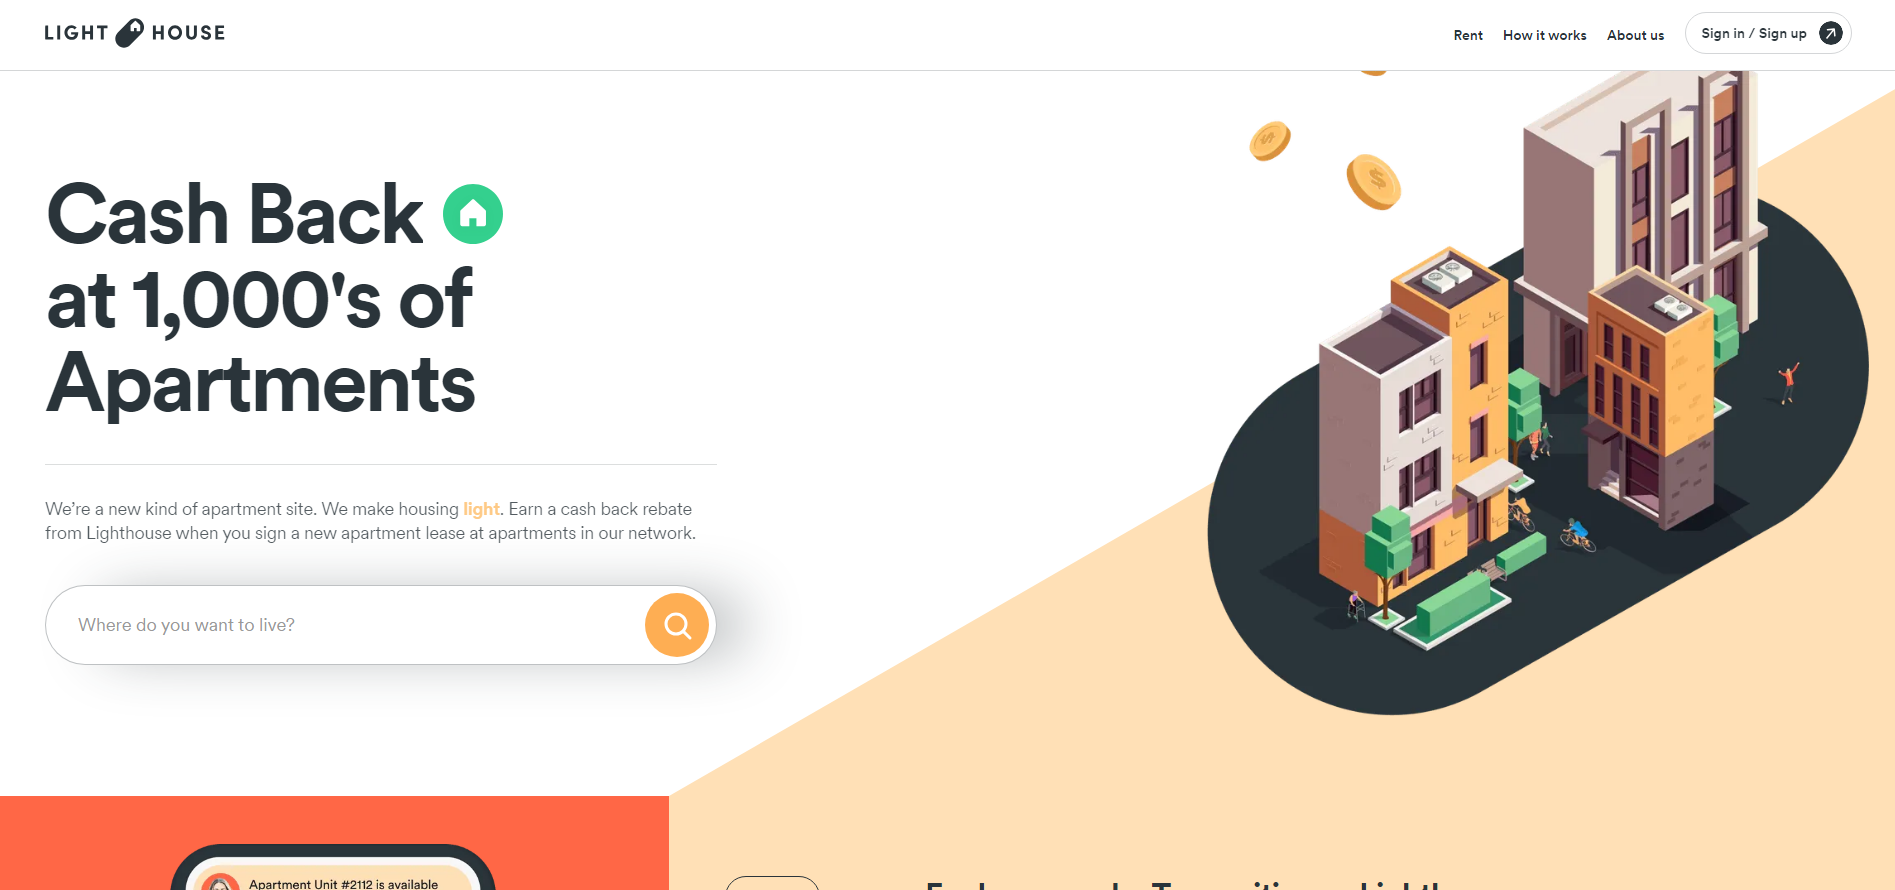 LIGHT HOUSE
Rent
How it works
About us
Sign in / Sign up
Cash Back
at 1,000's of
Apartments
We’re a new kind of apartment site. We make housing light. Earn a cash back rebate
from Lighthouse when you sign a new apartment lease at apartments in our network.
Where do you want to live?
Apartment Unit #2112 is available